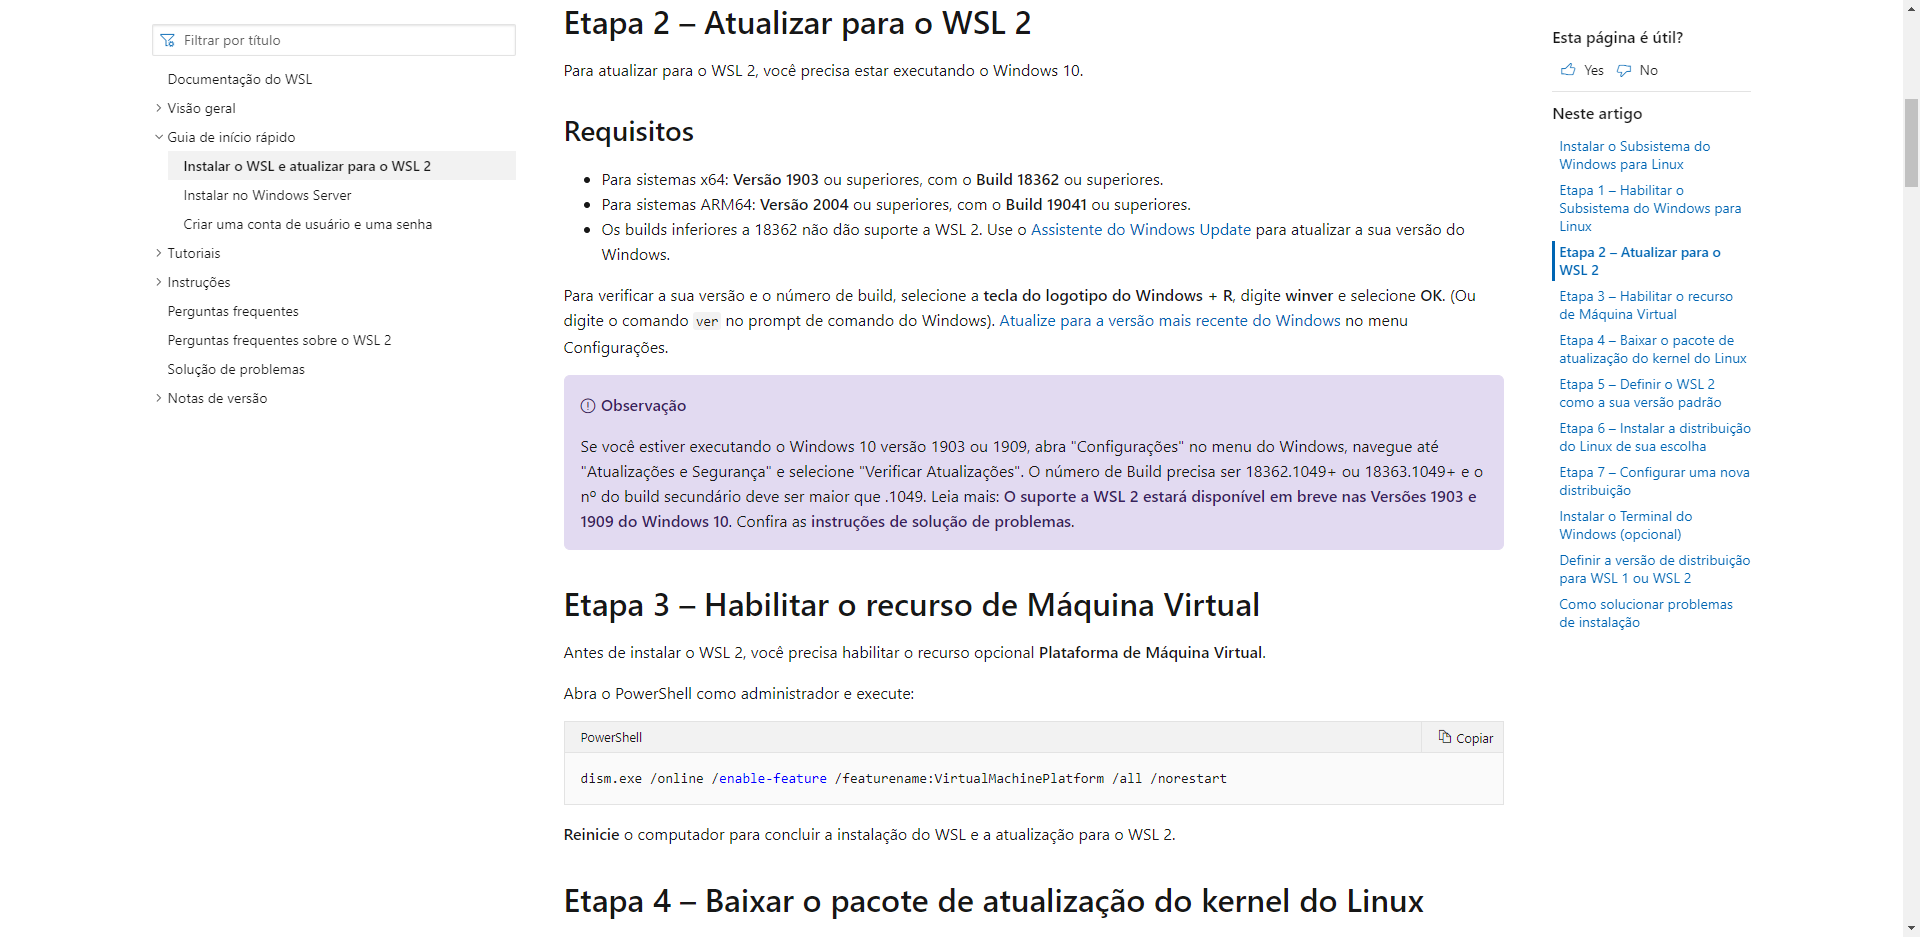 Filtrar por título
Documentação do WSL
Visão geral
Guia de início rápido
Instalar o WSL e atualizar para o WSL 2
Instalar no Windows Server
Criar uma conta de usuário e uma senha
Tutoriais
Instruções
Perguntas frequentes
Perguntas frequentes sobre o WSL 2
Solução de problemas
Notas de versão
Etapa 2 – Atualizar para o WSL 2
Para atualizar para o WSL 2, você precisa estar executando o Windows 10.
Requisitos
Para sistemas x64: Versão 1903 ou superiores, com o Build 18362 ou superiores.
Para sistemas ARM64: Versão 2004 ou superiores, com o Build 19041 ou superiores.
Os builds inferiores a 18362 não dão suporte a WSL 2. Use o Assistente do Windows Update para atualizar a sua versão do
Windows.
Para verificar a sua versão e o número de build, selecione a tecla do logotipo do Windows + R, digite winver e selecione OK. (Ou
digite o comando ver no prompt de comando do Windows). Atualize para a versão mais recente do Windows no menu
Configurações.
Observação
Se você estiver executando o Windows 10 versão 1903 ou 1909, abra "Configurações" no menu do Windows, navegue até
"Atualizações e Segurança" e selecione "Verificar Atualizações". O número de Build precisa ser 18362.1049+ ou 18363.1049+ e o
nº do build secundário deve ser maior que .1049. Leia mais: O suporte a WSL 2 estará disponível em breve nas Versões 1903 e
1909 do Windows 10. Confira as instruções de solução de problemas.
Etapa 3 – Habilitar o recurso de Máquina Virtual
Antes de instalar o WSL 2, você precisa habilitar o recurso opcional Plataforma de Máquina Virtual.
Abra o PowerShell como administrador e execute:
PowerShell
Copiar
dism.exe /online /enable-feature /featurename:VirtualMachinePlatform /all /norestart
Reinicie o computador para concluir a instalação do WSL e a atualização para o WSL 2.
Etapa 4 – Baixar o pacote de atualização do kernel do Linux
Esta página é útil?
Yes No
Neste artigo
Instalar o Subsistema do
Windows para Linux
Etapa 1 – Habilitar o
Subsistema do Windows para
Linux
Etapa 2 – Atualizar para o
WSL 2
Etapa 3 – Habilitar o recurso
de Máquina Virtual
Etapa 4 – Baixar o pacote de
atualização do kernel do Linux
Etapa 5 – Definir o WSL 2
como a sua versão padrão
Etapa 6 – Instalar a distribuição
do Linux de sua escolha
Etapa 7 – Configurar uma nova
distribuição
Instalar o Terminal do
Windows (opcional)
Definir a versão de distribuição
para WSL 1 ou WSL 2
Como solucionar problemas
de instalação